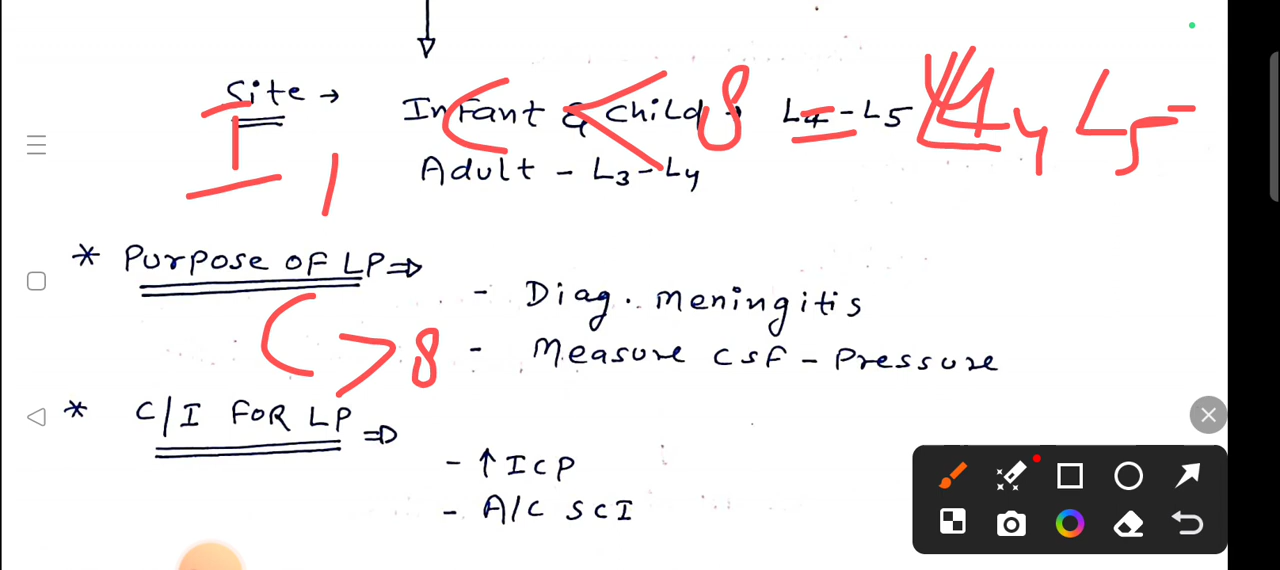 Site → Infant & Child → L4-L5
Adult - L3-L4
I, C < 8 L4 L5 -
* Purpose of LP ⇒
- Diag. meningitis
C > 8
- Measure CSF - Pressure
* C/I FOR LP ⇒
- ↑ ICP
- A/C SCI